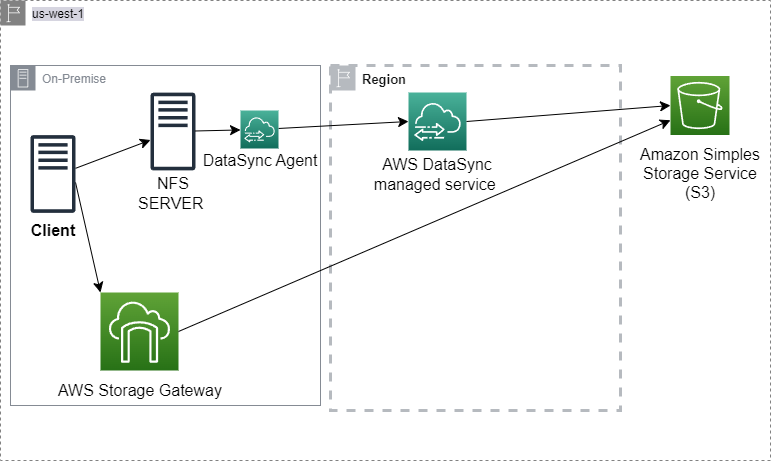 us-west-1
On-Premise
Region
DataSync Agent
NFS
SERVER
Client
AWS DataSync
managed service
Amazon Simples
Storage Service
(S3)
AWS Storage Gateway